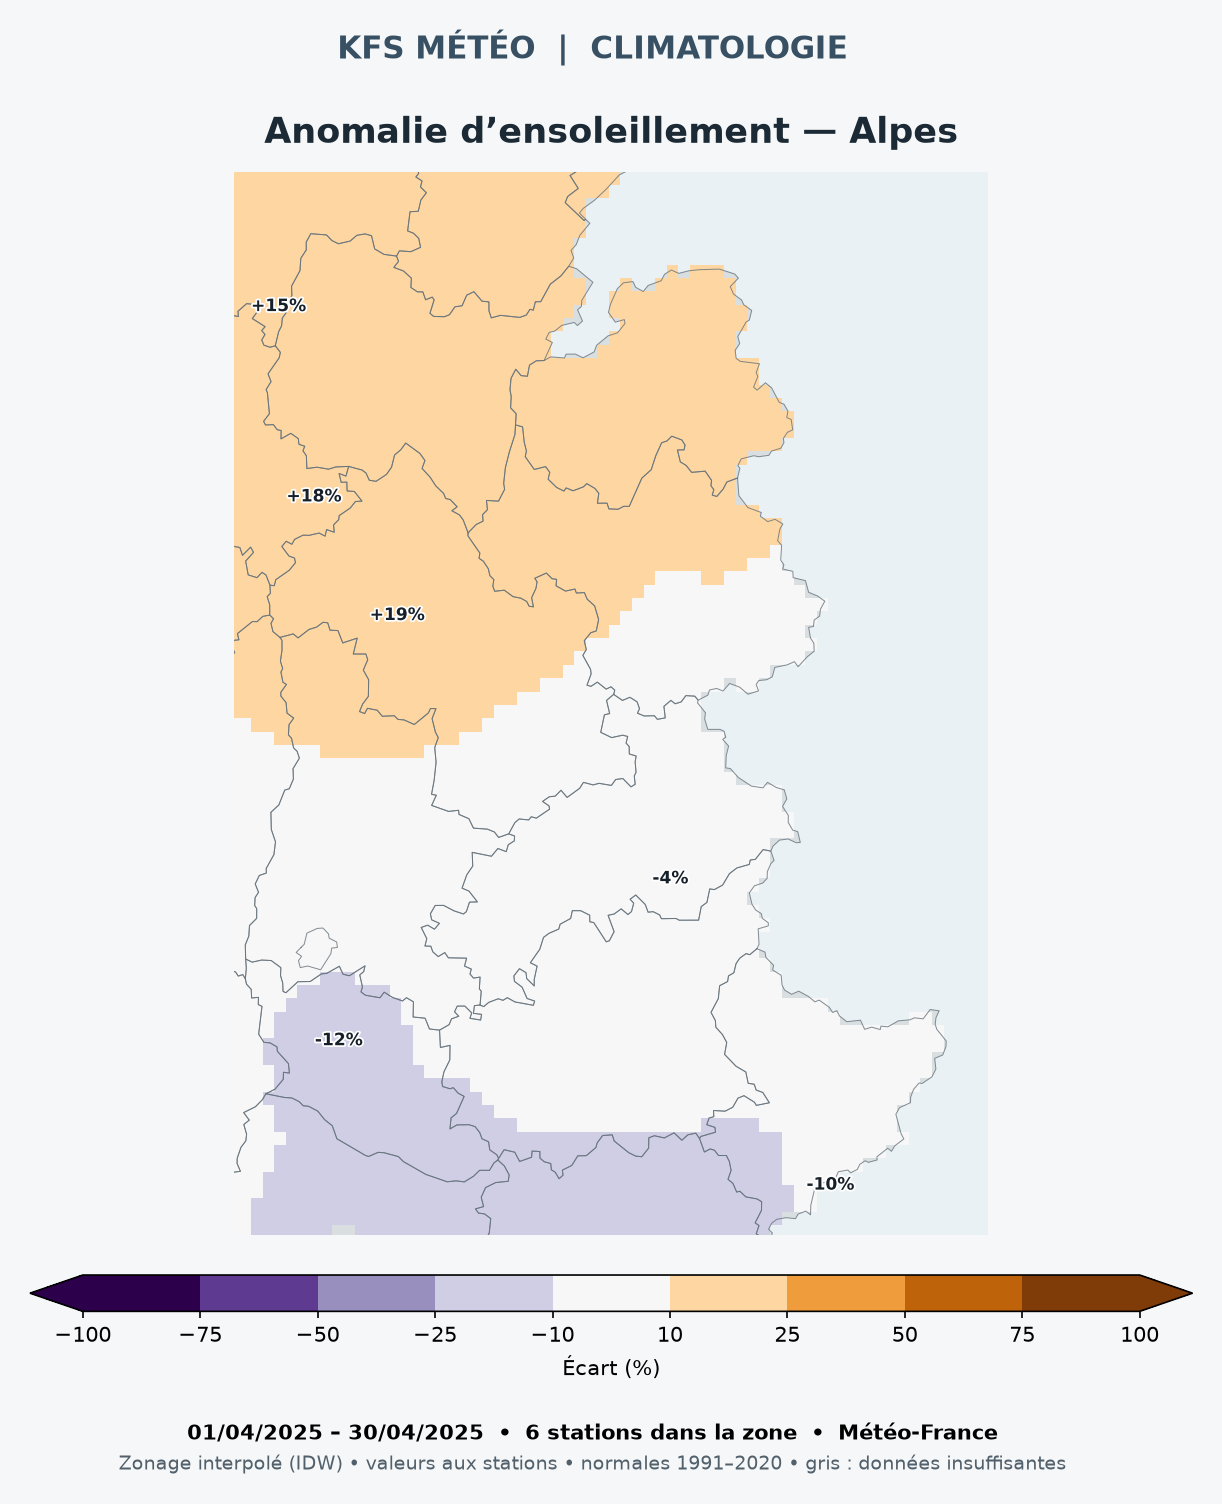 KFS MÉTÉO | CLIMATOLOGIE
Anomalie d’ensoleillement — Alpes
+15%
+18%
+19%
-4%
-12%
-10%
−100 −75 −50 −25 −10 10 25 50 75 100
Écart (%)
01/04/2025 – 30/04/2025 • 6 stations dans la zone • Météo-France
Zonage interpolé (IDW) • valeurs aux stations • normales 1991–2020 • gris : données insuffisantes